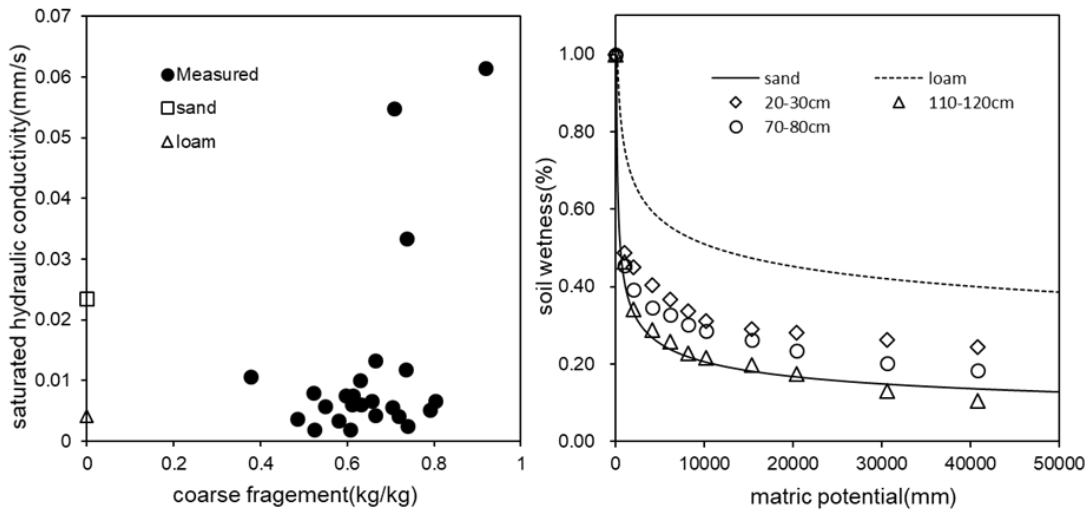 0.07
0.06
0.05
0.04
0.03
0.02
0.01
0
saturated hydraulic conductivity(mm/s)
Measured
sand
loam
0 0.2 0.4 0.6 0.8 1
coarse fragement(kg/kg)
1.00
0.80
0.60
0.40
0.20
0.00
soil wetness(%)
sand loam
20-30cm 110-120cm
70-80cm
0 10000 20000 30000 40000 50000
matric potential(mm)